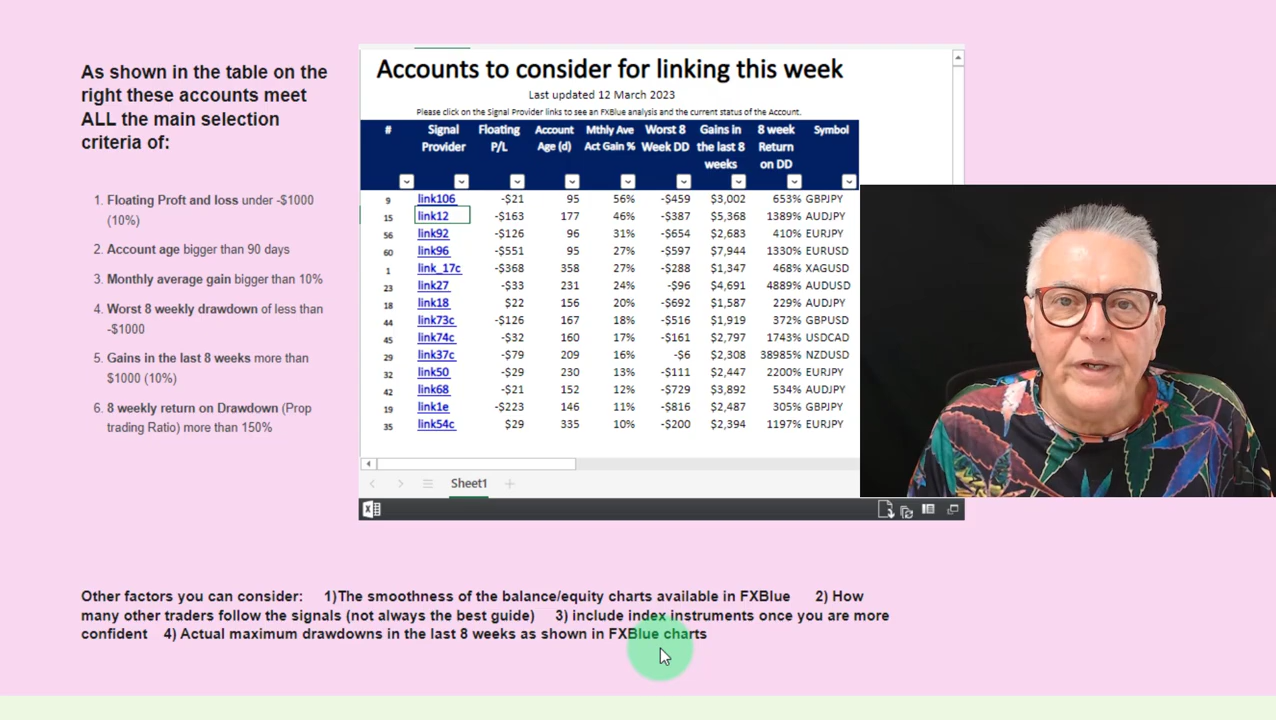 As shown in the table on the
right these accounts meet
ALL the main selection
criteria of:
1. Floating Proft and loss under -$1000
(10%)
2. Account age bigger than 90 days
3. Monthly average gain bigger than 10%
4. Worst 8 weekly drawdown of less than
-$1000
5. Gains in the last 8 weeks more than
$1000 (10%)
6. 8 weekly return on Drawdown (Prop
trading Ratio) more than 150%
Accounts to consider for linking this week
Last updated 12 March 2023
Please click on the Signal Provider links to see an FXBlue analysis and the current status of the Account.
# Signal Floating Account Mthly Ave Worst 8 Gains in 8 week Symbol
Provider P/L Age (d) Act Gain % Week DD the last 8 Return
weeks on DD
9 link106 -$21 95 56% -$459 $3,002 653% GBPJPY
15 link12 -$163 177 46% -$387 $5,368 1389% AUDJPY
56 link92 -$126 96 31% -$654 $2,683 410% EURJPY
60 link96 -$551 95 27% -$597 $7,944 1330% EURUSD
1 link_17c -$368 358 27% -$288 $1,347 468% XAGUSD
23 link27 -$33 231 24% -$96 $4,691 4889% AUDUSD
18 link18 $22 156 20% -$692 $1,587 229% AUDJPY
44 link73c -$126 167 18% -$516 $1,919 372% GBPUSD
45 link74c -$32 160 17% -$161 $2,797 1743% USDCAD
29 link37c -$79 209 16% -$6 $2,308 38985% NZDUSD
32 link50 -$29 230 13% -$111 $2,447 2200% EURJPY
42 link68 -$21 152 12% -$729 $3,892 534% AUDJPY
19 link1e -$223 146 11% -$816 $2,487 305% GBPJPY
35 link54c $29 335 10% -$200 $2,394 1197% EURJPY
Sheet1
Other factors you can consider: 1)The smoothness of the balance/equity charts available in FXBlue 2) How
many other traders follow the signals (not always the best guide) 3) include index instruments once you are more
confident 4) Actual maximum drawdowns in the last 8 weeks as shown in FXBlue charts